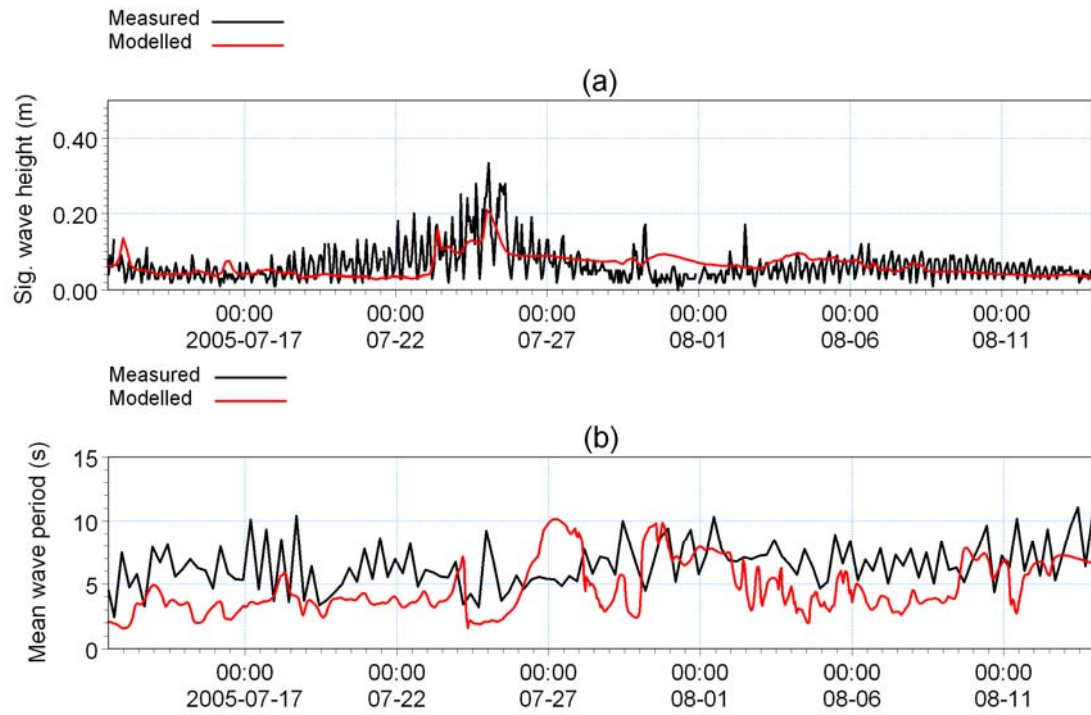 Measured
Modelled
(a)
Sig. wave height (m)
0.40
0.20
0.00
00:00 00:00 00:00 00:00 00:00 00:00
2005-07-17 07-22 07-27 08-01 08-06 08-11
Measured
Modelled
(b)
Mean wave period (s)
15
10
5
0
00:00 00:00 00:00 00:00 00:00 00:00
2005-07-17 07-22 07-27 08-01 08-06 08-11